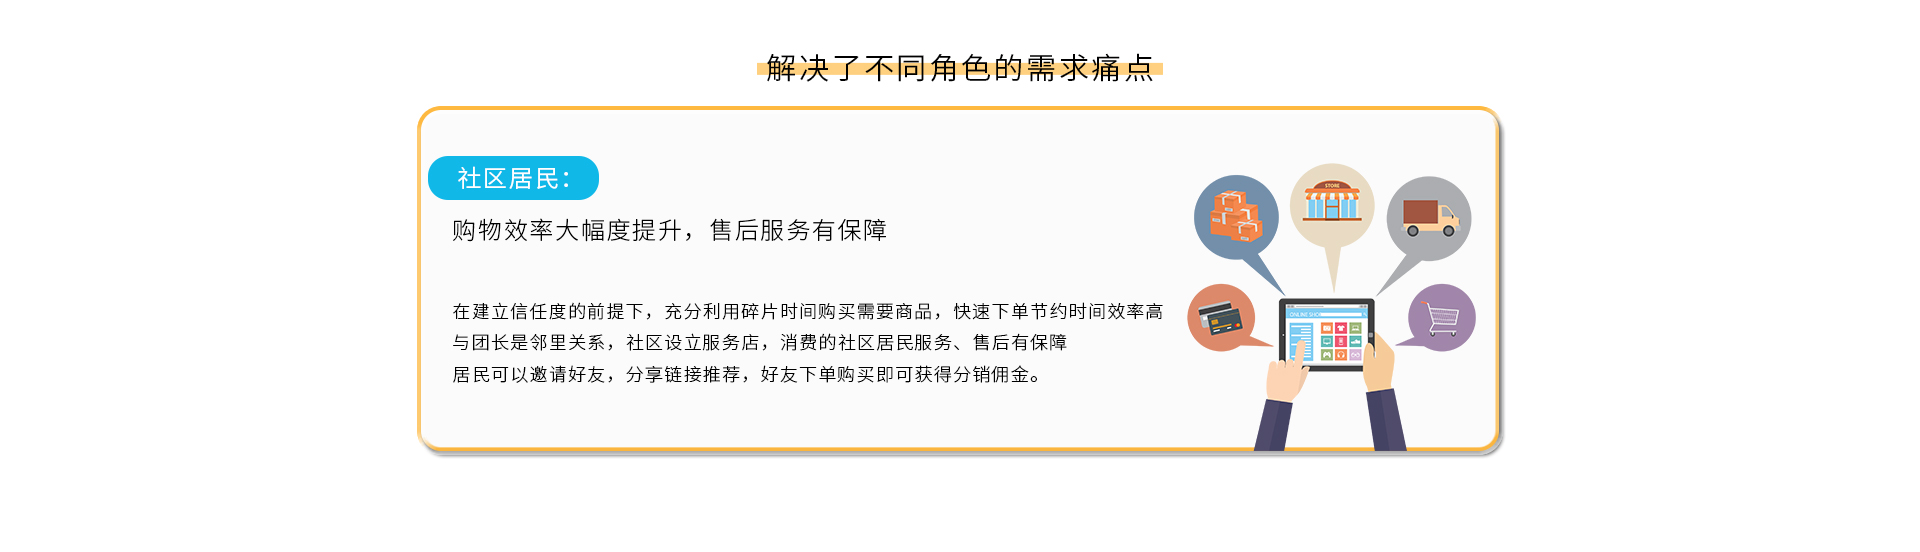 解决了不同角色的需求痛点
社区居民：
购物效率大幅度提升，售后服务有保障
在建立信任度的前提下，充分利用碎片时间购买需要商品，快速下单节约时间效率高
与团长是邻里关系，社区设立服务店，消费的社区居民服务、售后有保障
居民可以邀请好友，分享链接推荐，好友下单购买即可获得分销佣金。
STORE
ONLINE SHOP